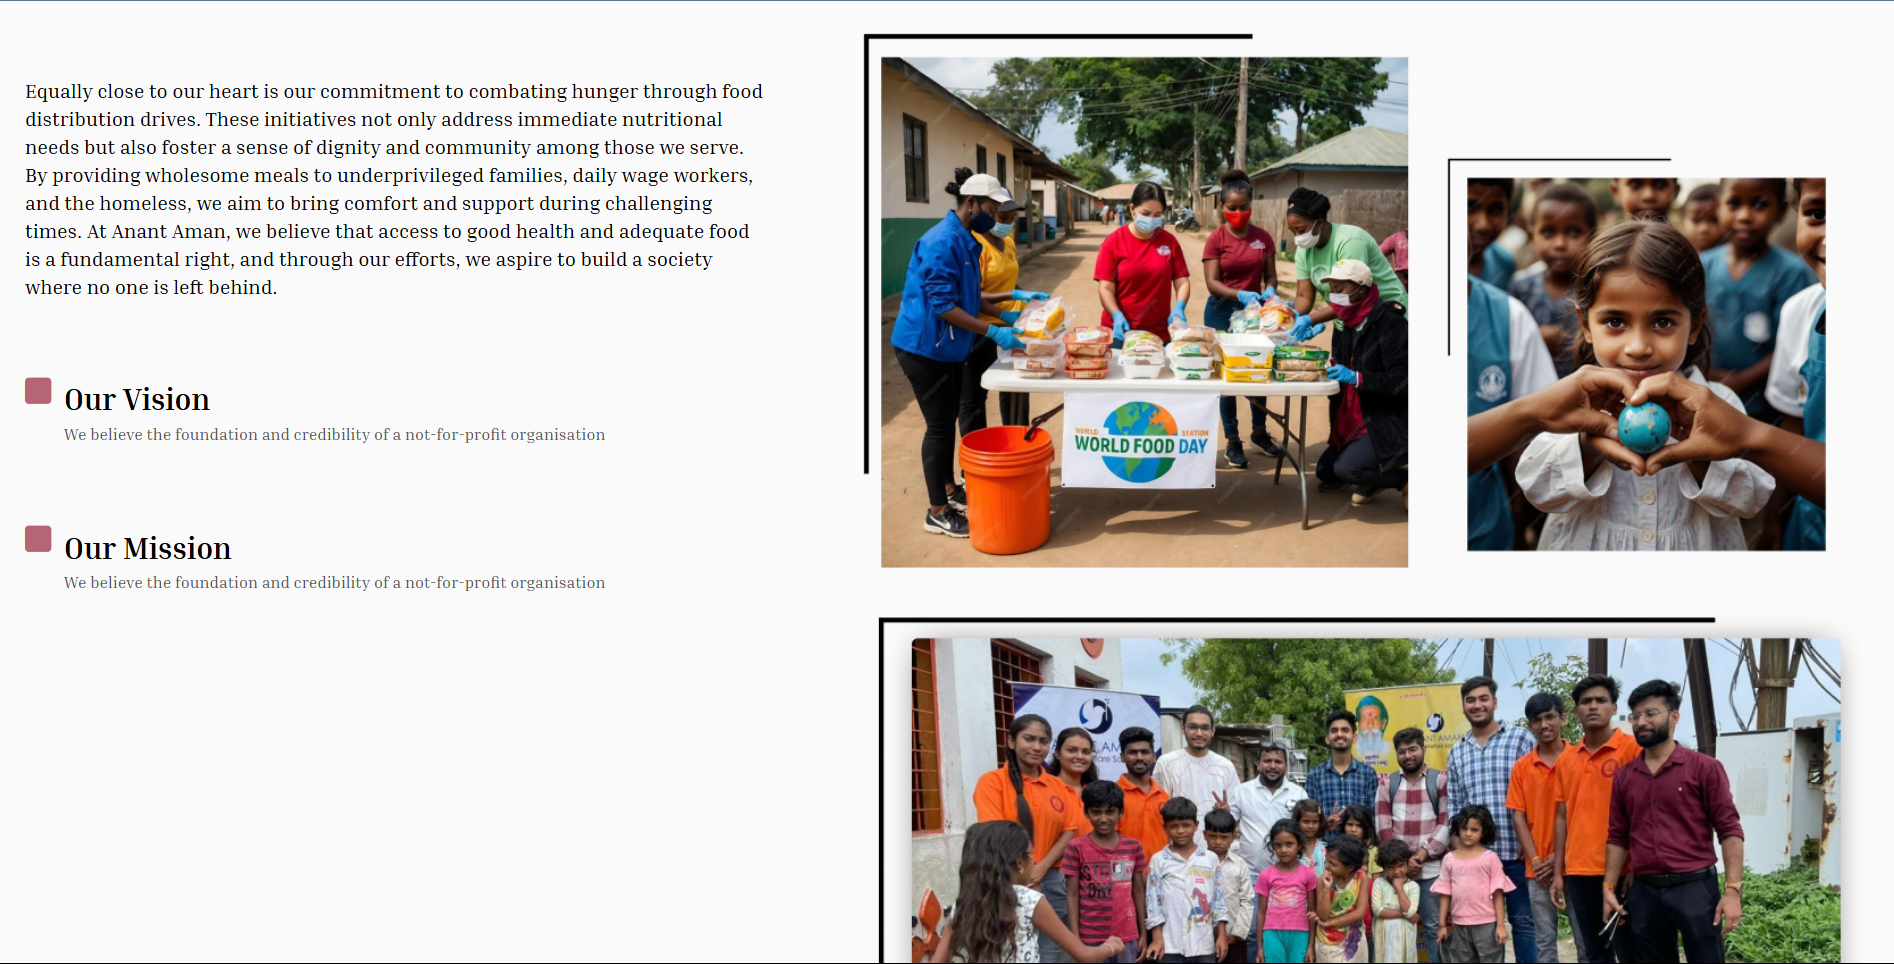 Equally close to our heart is our commitment to combating hunger through food
distribution drives. These initiatives not only address immediate nutritional
needs but also foster a sense of dignity and community among those we serve.
By providing wholesome meals to underprivileged families, daily wage workers,
and the homeless, we aim to bring comfort and support during challenging
times. At Anant Aman, we believe that access to good health and adequate food
is a fundamental right, and through our efforts, we aspire to build a society
where no one is left behind.
Our Vision
We believe the foundation and credibility of a not-for-profit organisation
Our Mission
We believe the foundation and credibility of a not-for-profit organisation
WORLD STATION
WORLD FOOD DAY